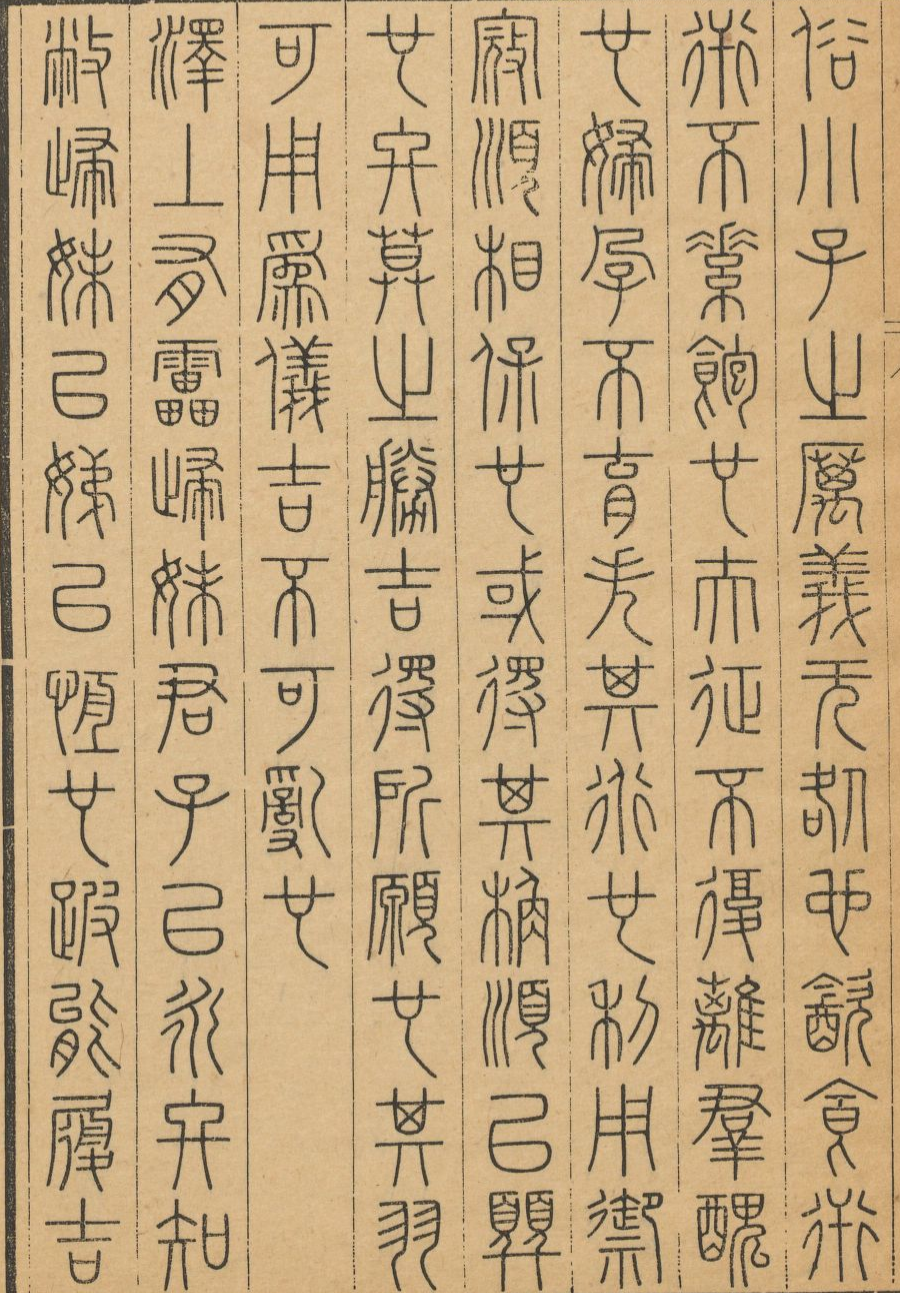 俗小子之厲義无咎也飲食衎
衎不素飽也夫征不復離羣醜
也婦孕不育失其道也利用禦
寇順相保也或得其桷順以巽
也終莫之勝吉得所願也其羽
可用爲儀吉不可亂也
澤上有雷歸妹君子以永終知
敝歸妹以娣以恆也跛能履吉